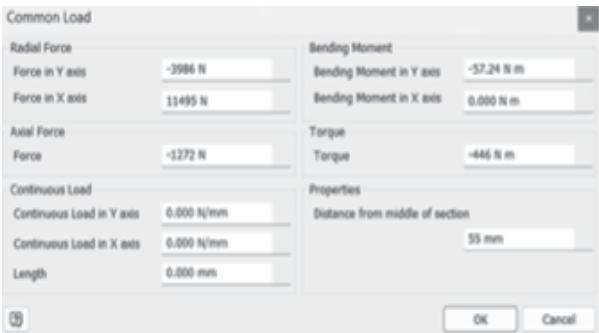 Common Load
Radial Force
Force in Y axis -3986 N
Force in X axis 11495 N
Axial Force
Force -1272 N
Continuous Load
Continuous Load in Y axis 0.000 N/mm
Continuous Load in X axis 0.000 N/mm
Length 0.000 mm
Bending Moment
Bending Moment in Y axis -57.24 N m
Bending Moment in X axis 0.000 N m
Torque
Torque -446 N m
Properties
Distance from middle of section
55 mm
OK Cancel